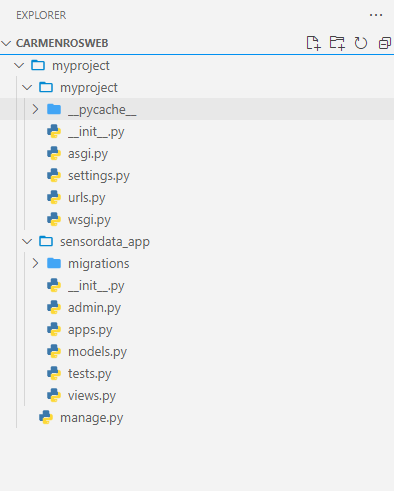 EXPLORER
CARMENROSWEB
myproject
myproject
__pycache__
__init__.py
asgi.py
settings.py
urls.py
wsgi.py
sensordata_app
migrations
__init__.py
admin.py
apps.py
models.py
tests.py
views.py
manage.py